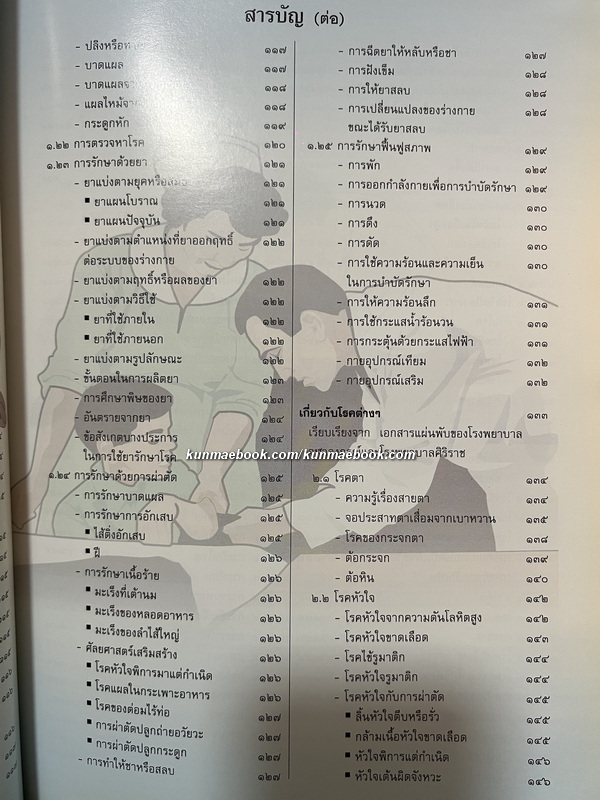 สารบัญ (ต่อ)
- ปลิงหรือ ๑๑๗
- บาดแผล ๑๑๗
- บาดแผล ๑๑๘
- แผลไหม้ ๑๑๘
- กระดูกหัก ๑๑๙
๑.๒๒ การตรวจหาโรค ๑๒๐
๑.๒๓ การรักษาด้วยยา ๑๒๑
- ยาแบ่งตามยุคหรือสมัย ๑๒๑
▪ ยาแผนโบราณ ๑๒๑
▪ ยาแผนปัจจุบัน ๑๒๑
- ยาแบ่งตามตำแหน่งที่ยาออกฤทธิ์ ๑๒๒
ต่อระบบของร่างกาย
- ยาแบ่งตามฤทธิ์หรือผลของยา ๑๒๒
- ยาแบ่งตามวิธีใช้ ๑๒๒
▪ ยาที่ใช้ภายใน ๑๒๒
▪ ยาที่ใช้ภายนอก ๑๒๒
- ยาแบ่งตามรูปลักษณะ ๑๒๒
- ขั้นตอนในการผลิตยา ๑๒๓
- การศึกษาพิษของยา ๑๒๓
- อันตรายจากยา ๑๒๔
- ข้อสังเกตบางประการ ๑๒๔
ในการใช้ยารักษาโรค
๑.๒๔ การรักษาด้วยการผ่าตัด ๑๒๕
- การรักษาบาดแผล ๑๒๕
- การรักษาการอักเสบ ๑๒๕
▪ ไส้ติ่งอักเสบ ๑๒๕
▪ ฝี ๑๒๖
- การรักษาเนื้อร้าย ๑๒๖
▪ มะเร็งที่เต้านม ๑๒๖
▪ มะเร็งของหลอดอาหาร ๑๒๖
▪ มะเร็งของลำไส้ใหญ่ ๑๒๖
- ศัลยศาสตร์เสริมสร้าง ๑๒๖
▪ โรคหัวใจพิการมาแต่กำเนิด ๑๒๖
▪ โรคแผลในกระเพาะอาหาร ๑๒๖
▪ โรคของต่อมไร้ท่อ ๑๒๖
▪ การผ่าตัดปลูกถ่ายอวัยวะ ๑๒๗
▪ การผ่าตัดปลูกกระดูก ๑๒๗
- การทำให้ชาหรือสลบ ๑๒๗
- การฉีดยาให้หลับหรือชา ๑๒๗
- การฝังเข็ม ๑๒๘
- การให้ยาสลบ ๑๒๘
- การเปลี่ยนแปลงของร่างกาย ๑๒๘
ขณะได้รับยาสลบ
๑.๒๕ การรักษาฟื้นฟูสภาพ ๑๒๙
- การพัก ๑๒๙
- การออกกำลังกายเพื่อการบำบัดรักษา ๑๒๙
- การนวด ๑๓๐
- การดึง ๑๓๐
- การดัด ๑๓๐
- การใช้ความร้อนและความเย็น ๑๓๐
ในการบำบัดรักษา
- การให้ความร้อนลึก ๑๓๑
- การใช้กระแสน้ำร้อนวน ๑๓๑
- การกระตุ้นด้วยกระแสไฟฟ้า ๑๓๑
- กายอุปกรณ์เทียม ๑๓๒
- กายอุปกรณ์เสริม ๑๓๒
เกี่ยวกับโรคต่างๆ ๑๓๓
เรียบเรียงจาก เอกสารแผ่นพับของโรงพยาบาล
โรงพยาบาลศิริราช
kunmaebook.com/kunmaebook.com
๒.๑ โรคตา ๑๓๔
- ความรู้เรื่องสายตา ๑๓๔
- จอประสาทตาเสื่อมจากเบาหวาน ๑๓๕
- โรคของกระจกตา ๑๓๘
- ต้อกระจก ๑๓๙
- ต้อหิน ๑๔๐
๒.๒ โรคหัวใจ ๑๔๒
- โรคหัวใจจากความดันโลหิตสูง ๑๔๒
- โรคหัวใจขาดเลือด ๑๔๓
- โรคไข้รูมาติก ๑๔๔
- โรคหัวใจรูมาติก ๑๔๔
- โรคหัวใจกับการผ่าตัด ๑๔๕
▪ ลิ้นหัวใจตีบหรือรั่ว ๑๔๕
▪ กล้ามเนื้อหัวใจขาดเลือด ๑๔๕
▪ หัวใจพิการแต่กำเนิด ๑๔๖
▪ หัวใจเต้นผิดจังหวะ ๑๔๖